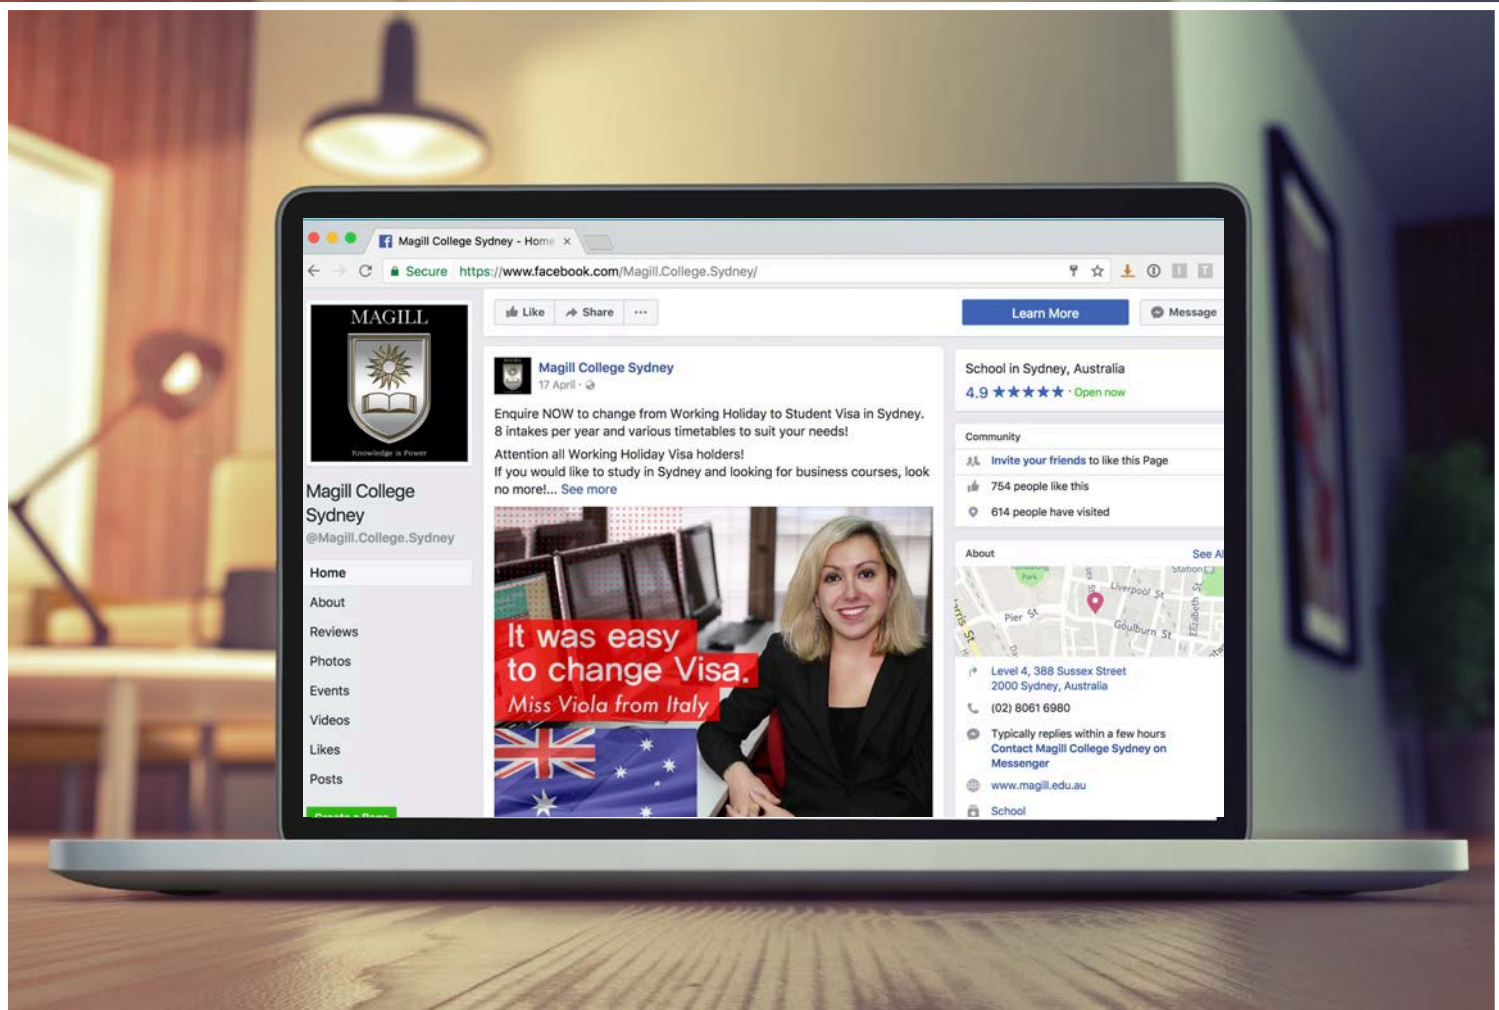 Magill College Sydney - Home
Secure https://www.facebook.com/Magill.College.Sydney/
MAGILL
Knowledge is Power
Magill College
Sydney
@Magill.College.Sydney
Home
About
Reviews
Photos
Events
Videos
Likes
Posts
Create a Page
Like Share
Learn More
Message
Magill College Sydney
17 April
Enquire NOW to change from Working Holiday to Student Visa in Sydney.
8 intakes per year and various timetables to suit your needs!
Attention all Working Holiday Visa holders!
If you would like to study in Sydney and looking for business courses, look
no more!... See more
It was easy
to change Visa.
Miss Viola from Italy
School in Sydney, Australia
4.9 ★★★★★ · Open now
Community
Invite your friends to like this Page
754 people like this
614 people have visited
About See Al
Park
Station
Liverpool St
Pier St
Goulburn St
Elizabeth St
Level 4, 388 Sussex Street
2000 Sydney, Australia
(02) 8061 6980
Typically replies within a few hours
Contact Magill College Sydney on
Messenger
www.magill.edu.au
School